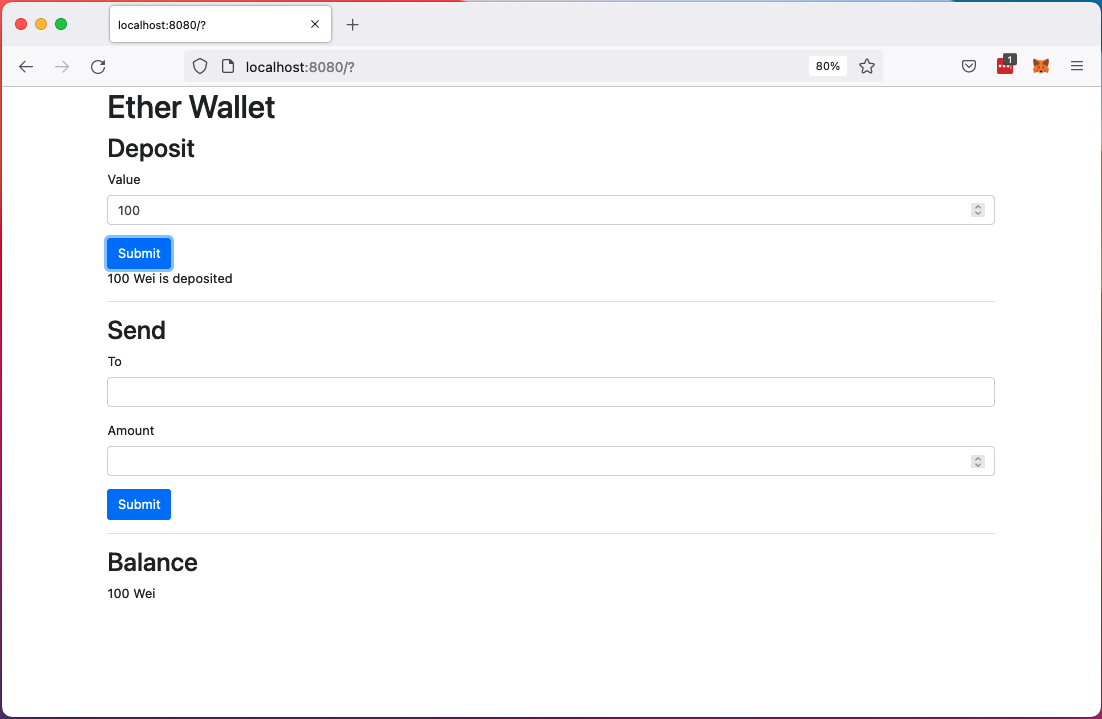 localhost:8080/?
localhost:8080/?
80%
1
Ether Wallet
Deposit
Value
100
Submit
100 Wei is deposited
Send
To
Amount
Submit
Balance
100 Wei